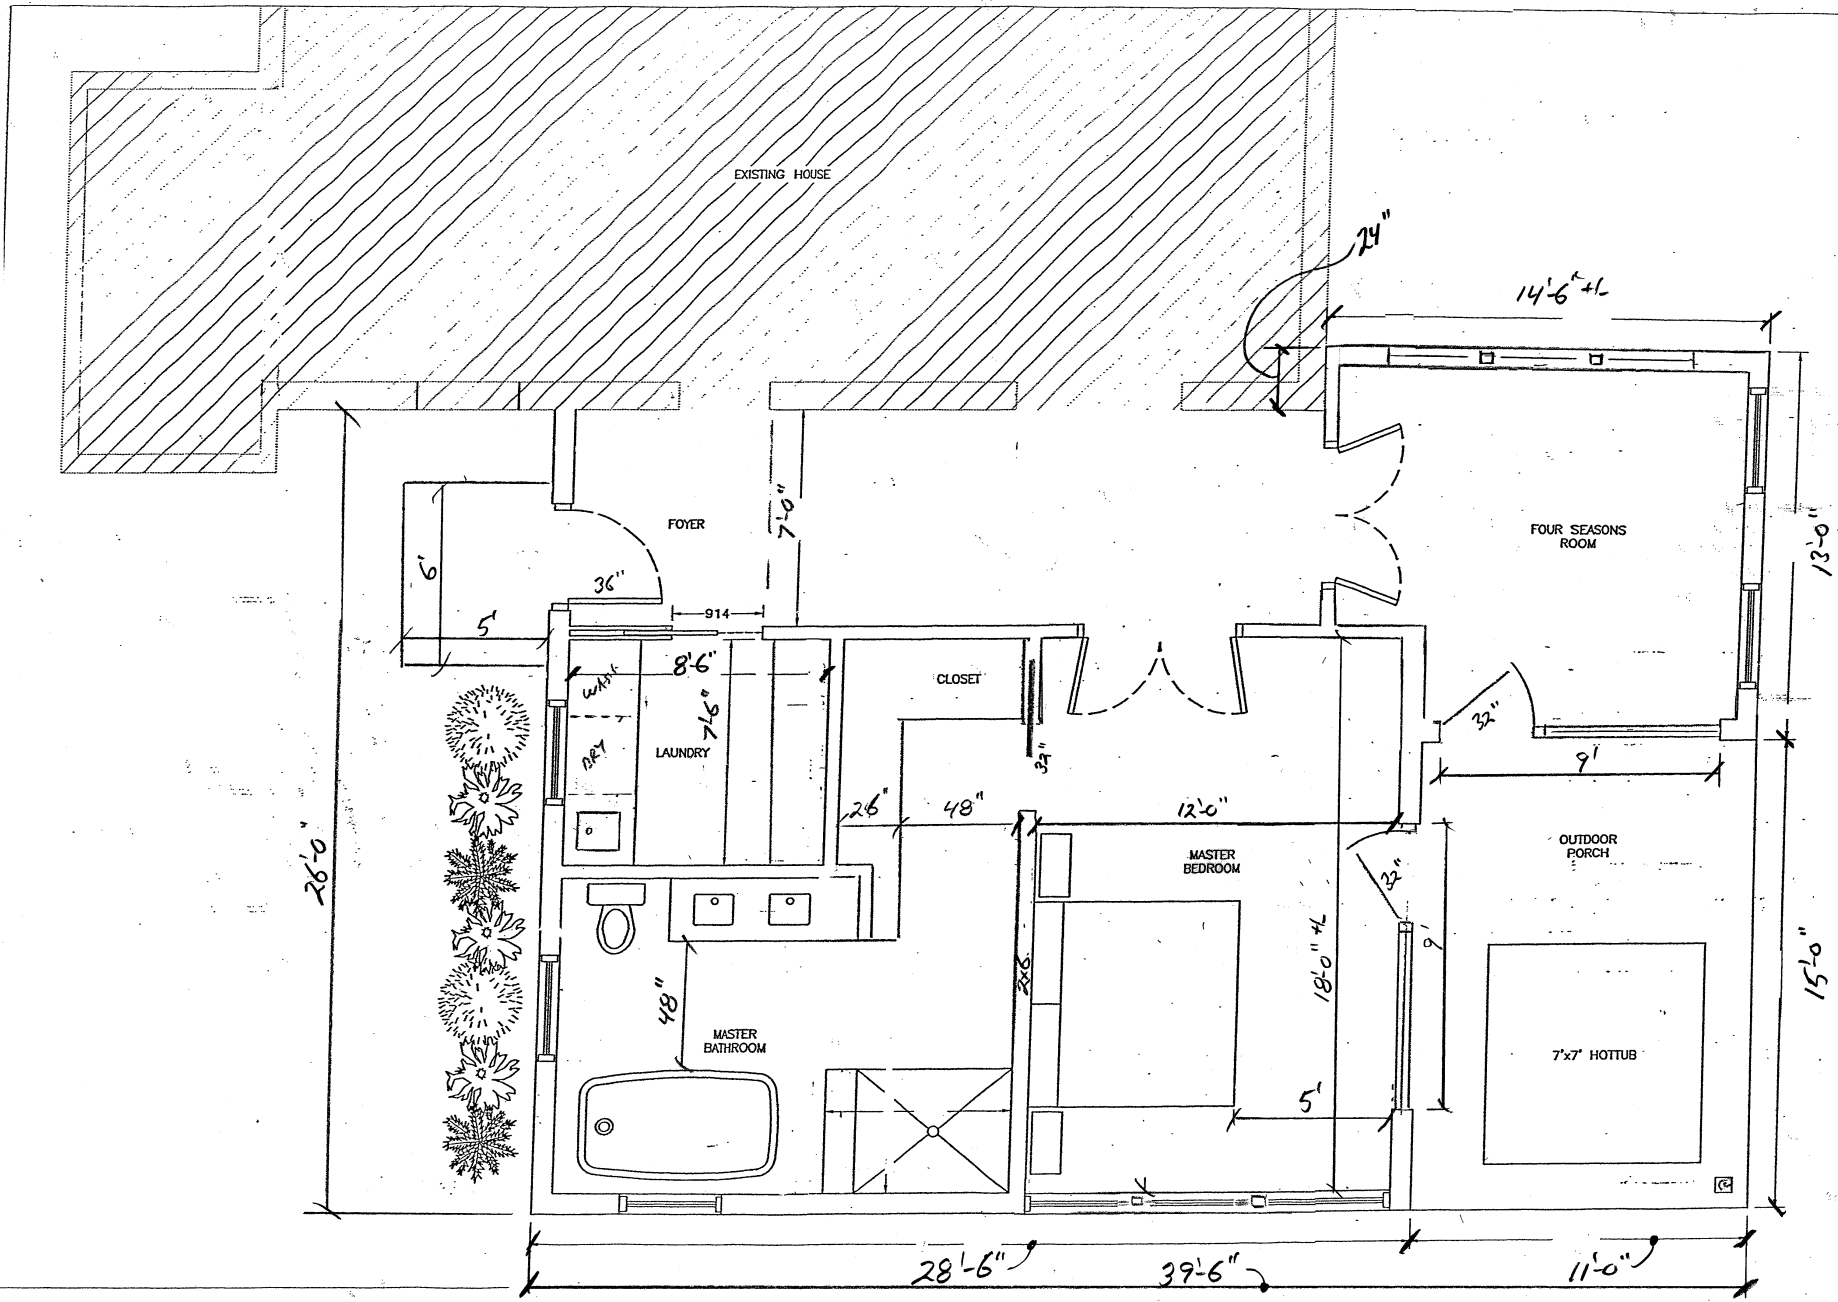 EXISTING HOUSE
24"
14'-6" +/-
FOYER
7'-0"
FOUR SEASONS
ROOM
13'-0"
6'
36"
914
5'
8'-6"
WASH
7'-6"
CLOSET
32"
DRY
LAUNDRY
32"
9'
26"
48"
12'-0"
OUTDOOR
PORCH
MASTER
BEDROOM
32"
26'-0"
9'
18'-0" +/-
2x6
15'-0"
48"
MASTER
BATHROOM
7'x7' HOTTUB
5'
28'-6"
39'-6"
11'-0"